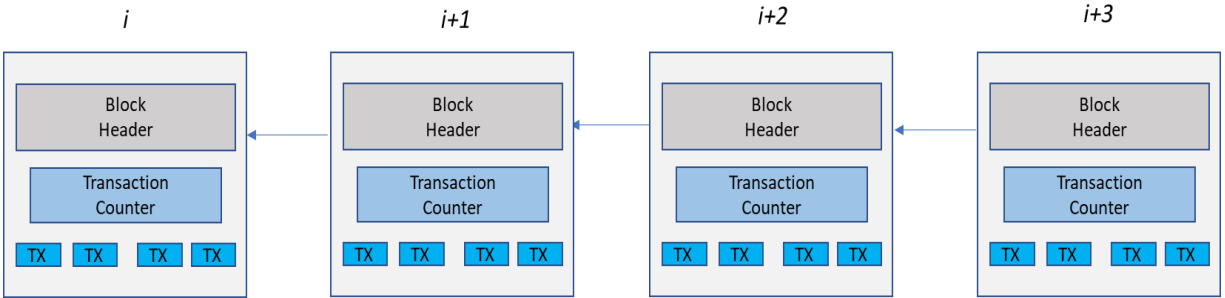 i i+1 i+2 i+3
Block Header Block Header Block Header Block Header
Transaction Counter Transaction Counter Transaction Counter Transaction Counter
TX TX TX TX TX TX TX TX TX TX TX TX TX TX TX TX